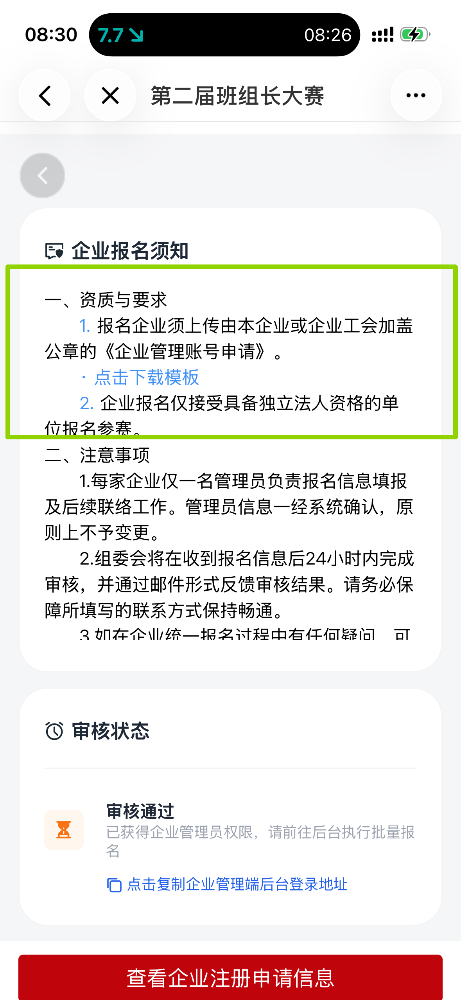 08:30
7.7
08:26
第二届班组长大赛
企业报名须知
一、资质与要求
1. 报名企业须上传由本企业或企业工会加盖
公章的《企业管理账号申请》。
· 点击下载模板
2. 企业报名仅接受具备独立法人资格的单
位报名参赛。
二、注意事项
1.每家企业仅一名管理员负责报名信息填报
及后续联络工作。管理员信息一经系统确认，原
则上不予变更。
2.组委会将在收到报名信息后24小时内完成
审核，并通过邮件形式反馈审核结果。请务必保
障所填写的联系方式保持畅通。
3.如在企业统一报名过程中有任何疑问，可
审核状态
审核通过
已获得企业管理员权限，请前往后台执行批量报
名
点击复制企业管理端后台登录地址
查看企业注册申请信息